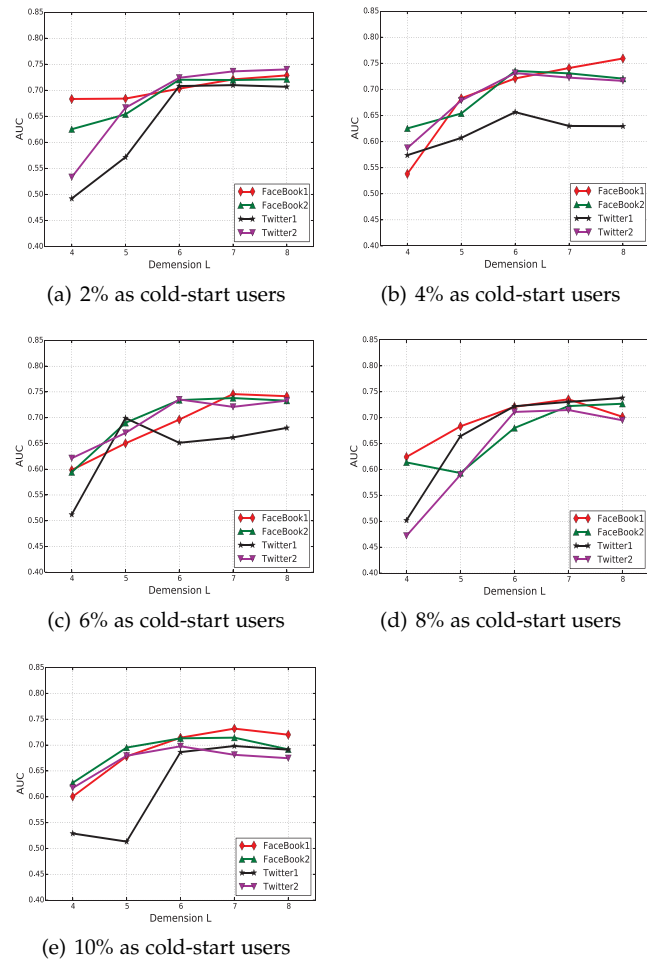 0.85
0.80
0.75
0.70
0.65
0.60
0.55
0.50
0.45
0.40
AUC
4 5 6 7 8
Demension L
FaceBook1
FaceBook2
Twitter1
Twitter2
(a) 2% as cold-start users
0.85
0.80
0.75
0.70
0.65
0.60
0.55
0.50
0.45
0.40
AUC
4 5 6 7 8
Demension L
FaceBook1
FaceBook2
Twitter1
Twitter2
(b) 4% as cold-start users
0.85
0.80
0.75
0.70
0.65
0.60
0.55
0.50
0.45
0.40
AUC
4 5 6 7 8
Demension L
FaceBook1
FaceBook2
Twitter1
Twitter2
(c) 6% as cold-start users
0.85
0.80
0.75
0.70
0.65
0.60
0.55
0.50
0.45
0.40
AUC
4 5 6 7 8
Demension L
FaceBook1
FaceBook2
Twitter1
Twitter2
(d) 8% as cold-start users
0.85
0.80
0.75
0.70
0.65
0.60
0.55
0.50
0.45
0.40
AUC
4 5 6 7 8
Demension L
FaceBook1
FaceBook2
Twitter1
Twitter2
(e) 10% as cold-start users